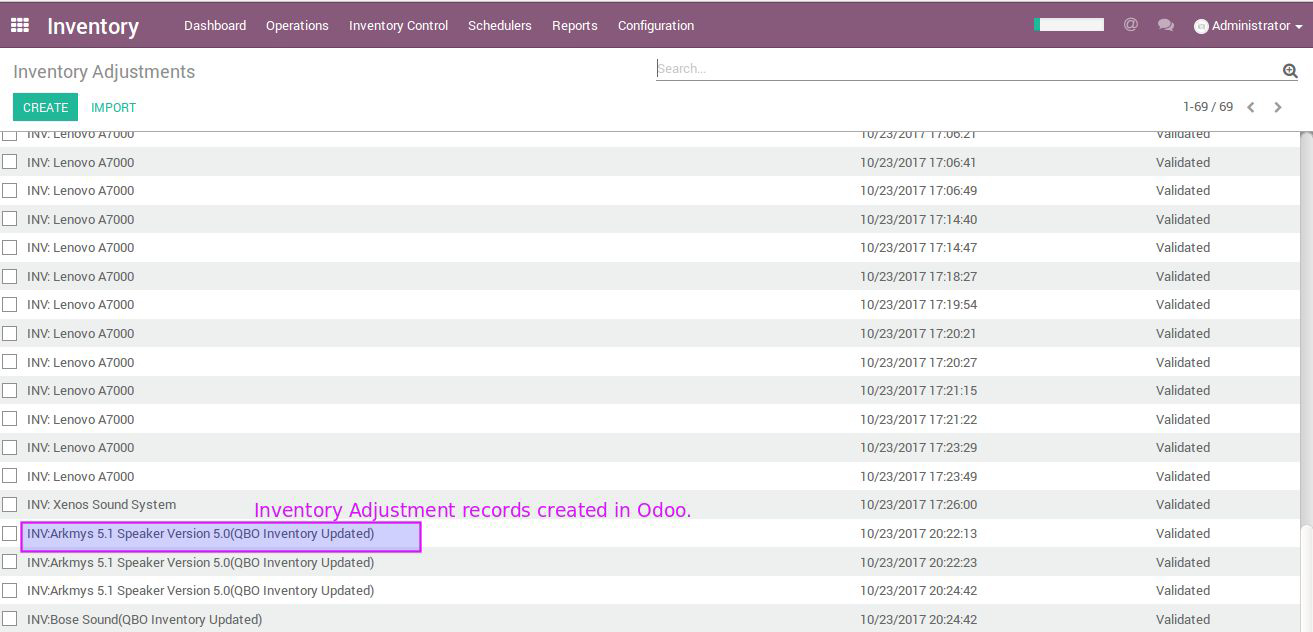 Inventory Dashboard Operations Inventory Control Schedulers Reports Configuration @ Administrator
Inventory Adjustments Search...
CREATE IMPORT 1-69 / 69
INV: Lenovo A7000 10/23/2017 17:06:21 Validated
INV: Lenovo A7000 10/23/2017 17:06:41 Validated
INV: Lenovo A7000 10/23/2017 17:06:49 Validated
INV: Lenovo A7000 10/23/2017 17:14:40 Validated
INV: Lenovo A7000 10/23/2017 17:14:47 Validated
INV: Lenovo A7000 10/23/2017 17:18:27 Validated
INV: Lenovo A7000 10/23/2017 17:19:54 Validated
INV: Lenovo A7000 10/23/2017 17:20:21 Validated
INV: Lenovo A7000 10/23/2017 17:20:27 Validated
INV: Lenovo A7000 10/23/2017 17:21:15 Validated
INV: Lenovo A7000 10/23/2017 17:21:22 Validated
INV: Lenovo A7000 10/23/2017 17:23:29 Validated
INV: Lenovo A7000 10/23/2017 17:23:49 Validated
INV: Xenos Sound System 10/23/2017 17:26:00 Validated
Inventory Adjustment records created in Odoo.
INV:Arkmys 5.1 Speaker Version 5.0(QBO Inventory Updated) 10/23/2017 20:22:13 Validated
INV:Arkmys 5.1 Speaker Version 5.0(QBO Inventory Updated) 10/23/2017 20:22:23 Validated
INV:Arkmys 5.1 Speaker Version 5.0(QBO Inventory Updated) 10/23/2017 20:24:42 Validated
INV:Bose Sound(QBO Inventory Updated) 10/23/2017 20:24:42 Validated